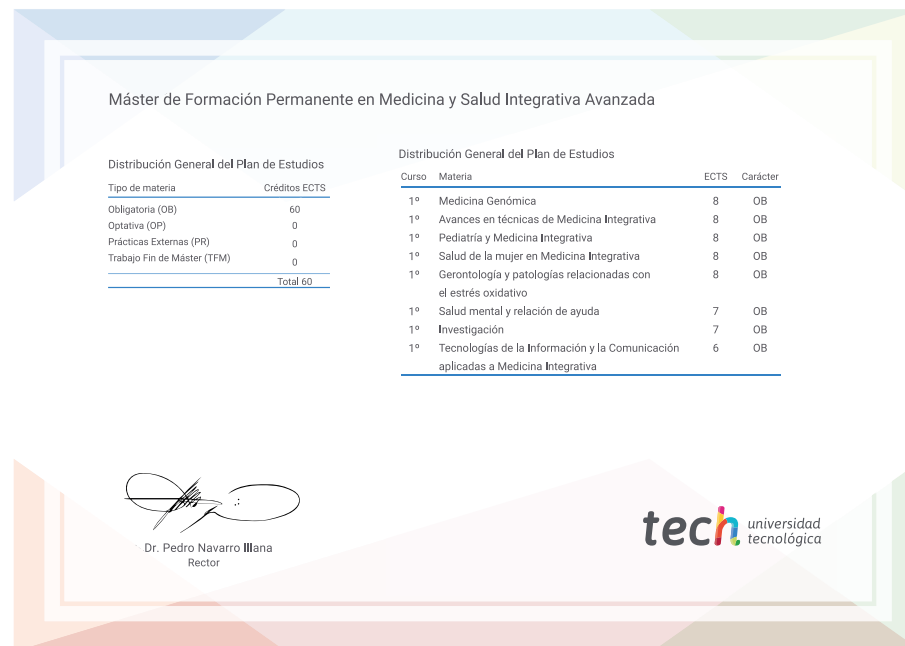 Máster de Formación Permanente en Medicina y Salud Integrativa Avanzada
Distribución General del Plan de Estudios
Tipo de materia Créditos ECTS
Obligatoria (OB) 60
Optativa (OP) 0
Prácticas Externas (PR) 0
Trabajo Fin de Máster (TFM) 0
Total 60
Distribución General del Plan de Estudios
Curso Materia ECTS Carácter
1º Medicina Genómica 8 OB
1º Avances en técnicas de Medicina Integrativa 8 OB
1º Pediatría y Medicina Integrativa 8 OB
1º Salud de la mujer en Medicina Integrativa 8 OB
1º Gerontología y patologías relacionadas con 8 OB
el estrés oxidativo
1º Salud mental y relación de ayuda 7 OB
1º Investigación 7 OB
1º Tecnologías de la Información y la Comunicación 6 OB
aplicadas a Medicina Integrativa
Dr. Pedro Navarro Illana
Rector
tech universidad
tecnológica